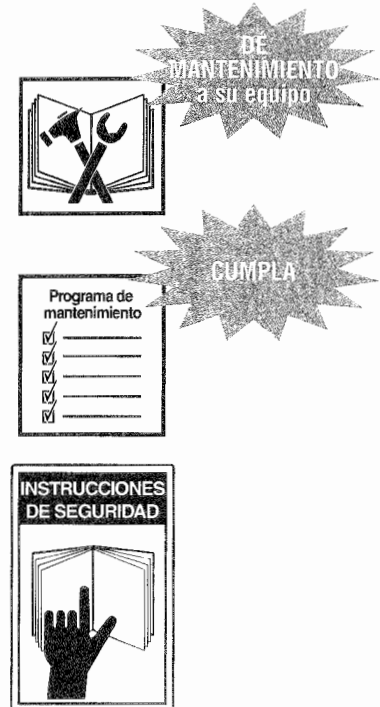 DE
MANTENIMIENTO
a su equipo
CUMPLA
Programa de
mantenimiento
INSTRUCCIONES
DE SEGURIDAD